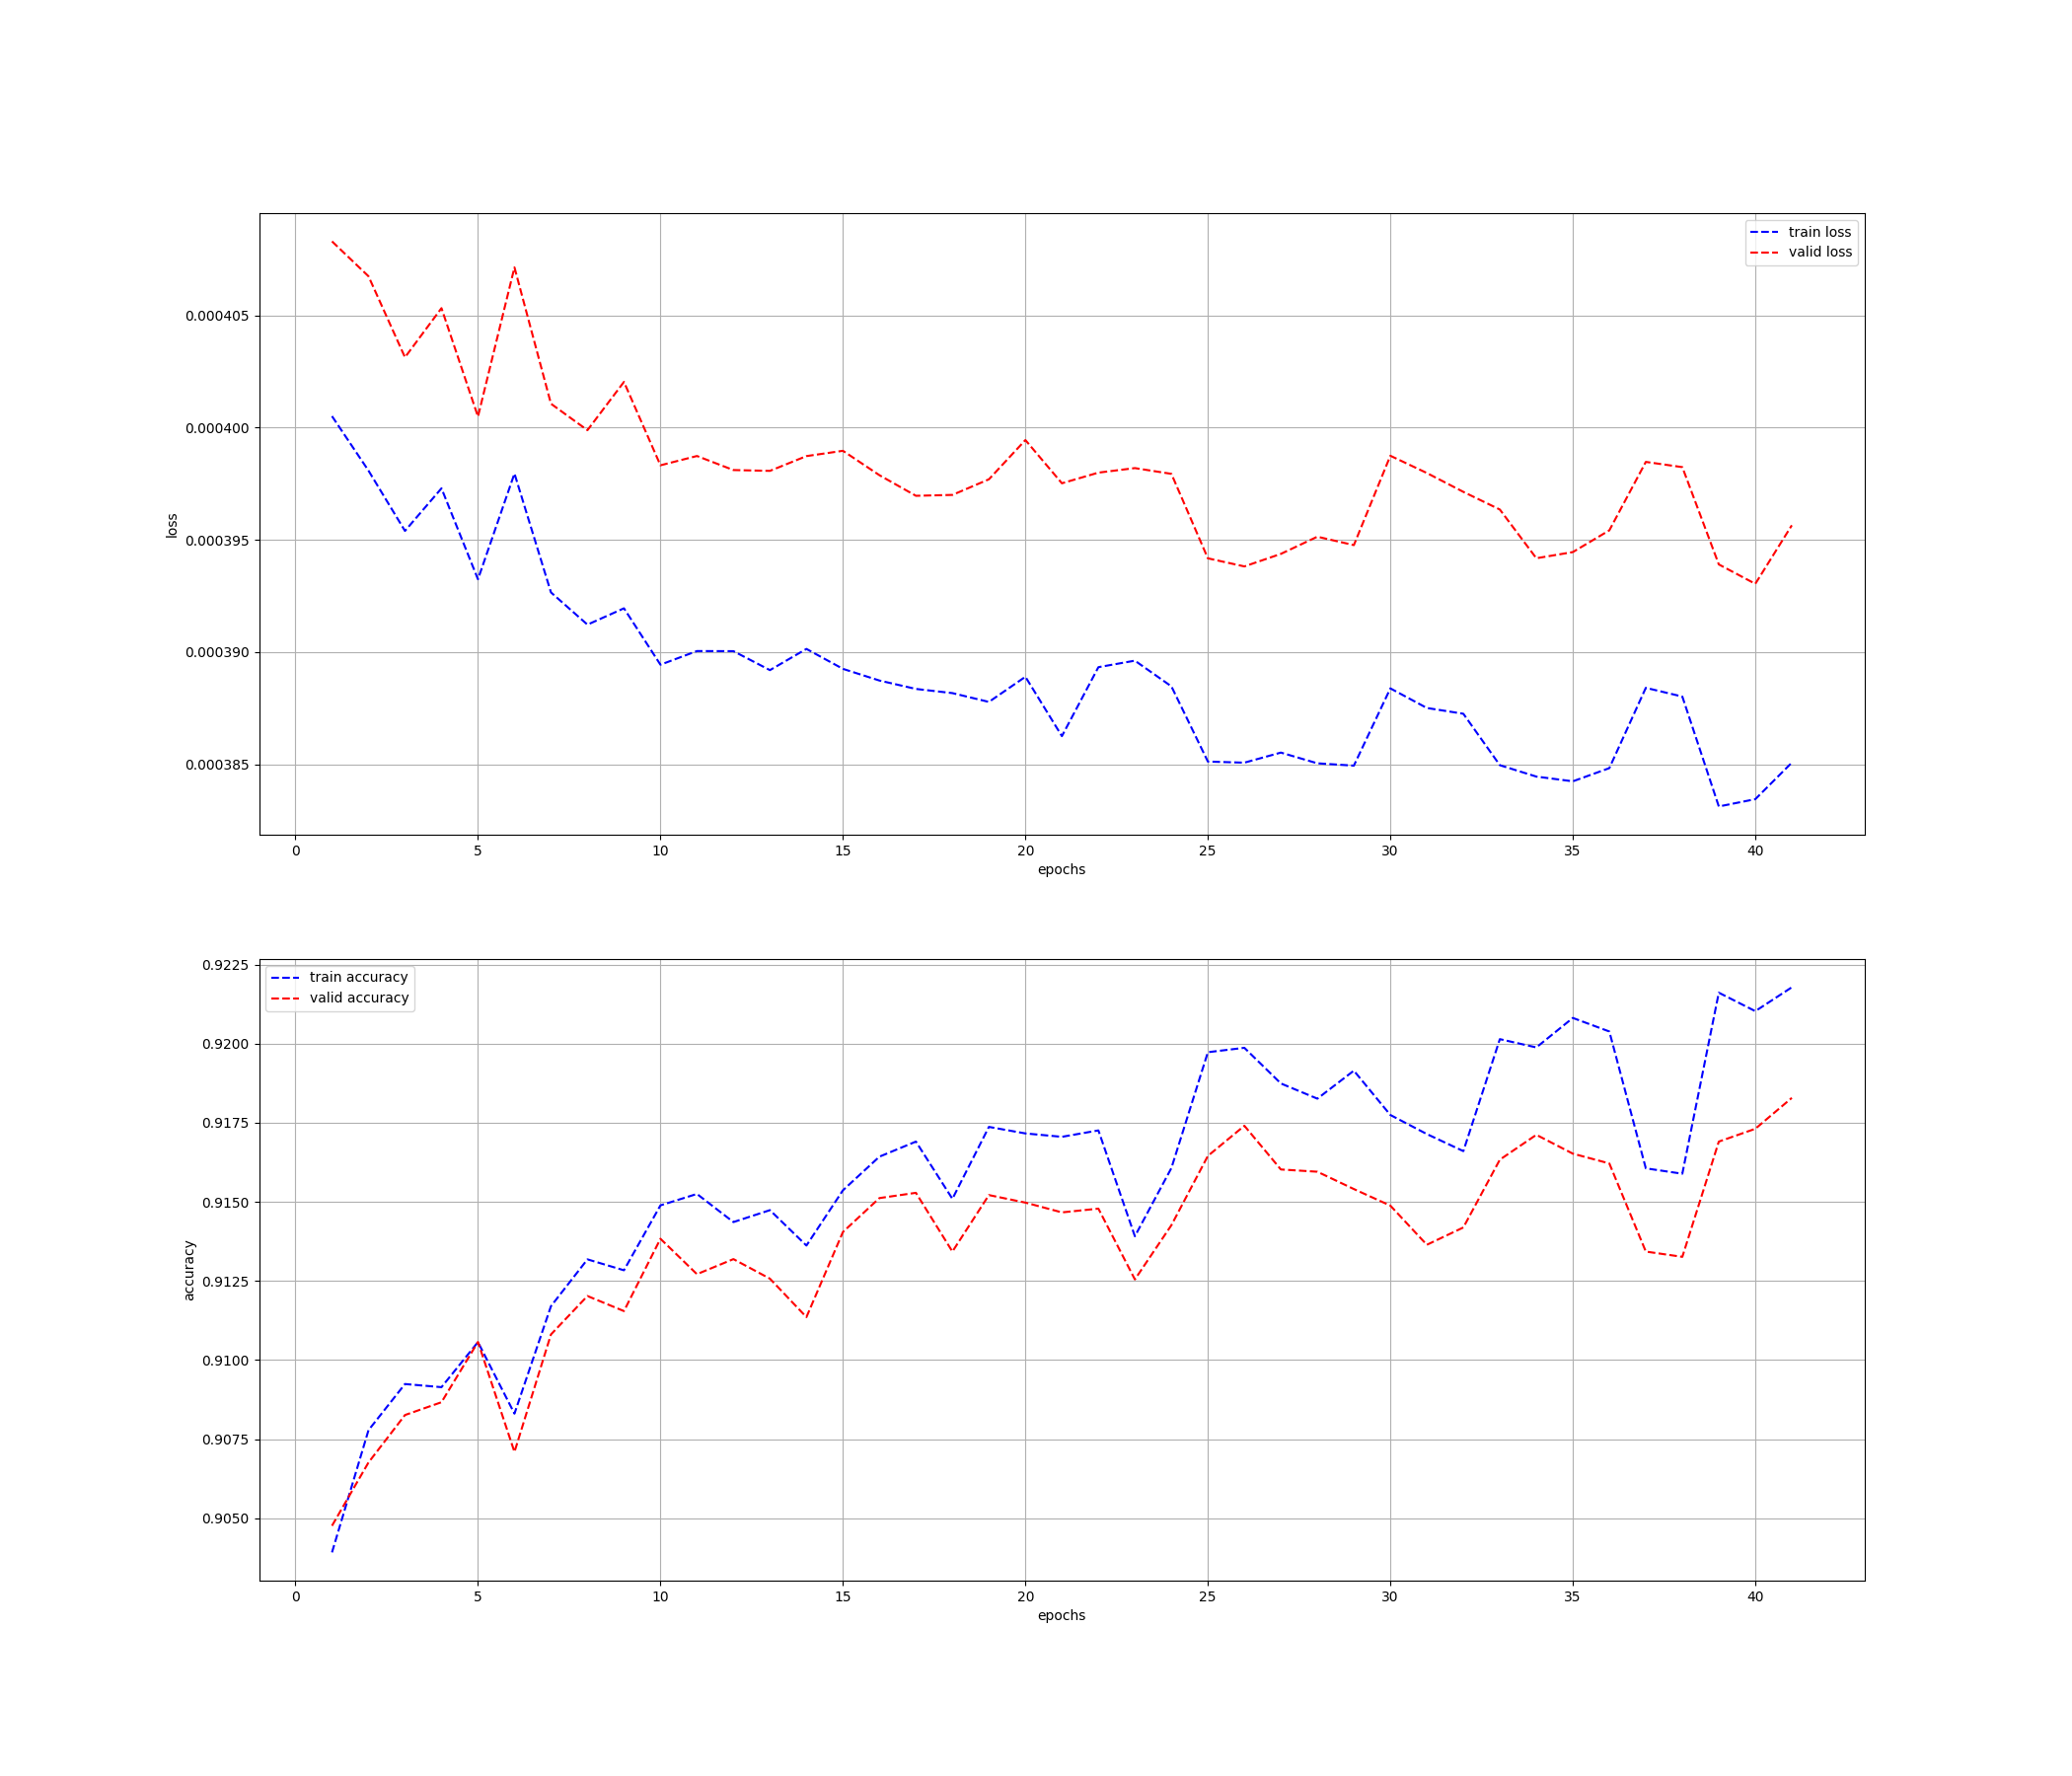 train loss
valid loss
0.000405
0.000400
0.000395
0.000390
0.000385
loss
0 5 10 15 20 25 30 35 40
epochs
train accuracy
valid accuracy
0.9225
0.9200
0.9175
0.9150
0.9125
0.9100
0.9075
0.9050
accuracy
0 5 10 15 20 25 30 35 40
epochs